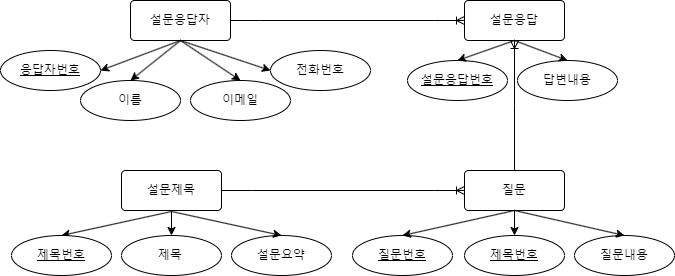 설문응답자
설문응답
응답자번호
이름
이메일
전화번호
설문응답번호
답변내용
설문제목
질문
제목번호
제목
설문요약
질문번호
제목번호
질문내용